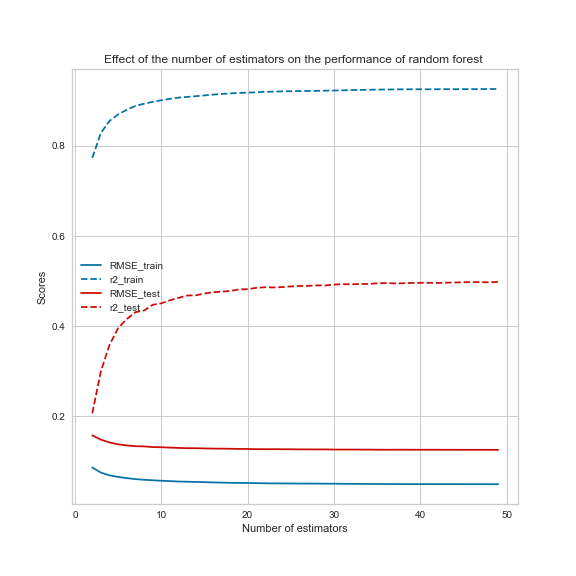 Effect of the number of estimators on the performance of random forest
0.8
0.6
0.4
0.2
Scores
RMSE_train
r2_train
RMSE_test
r2_test
0 10 20 30 40 50
Number of estimators